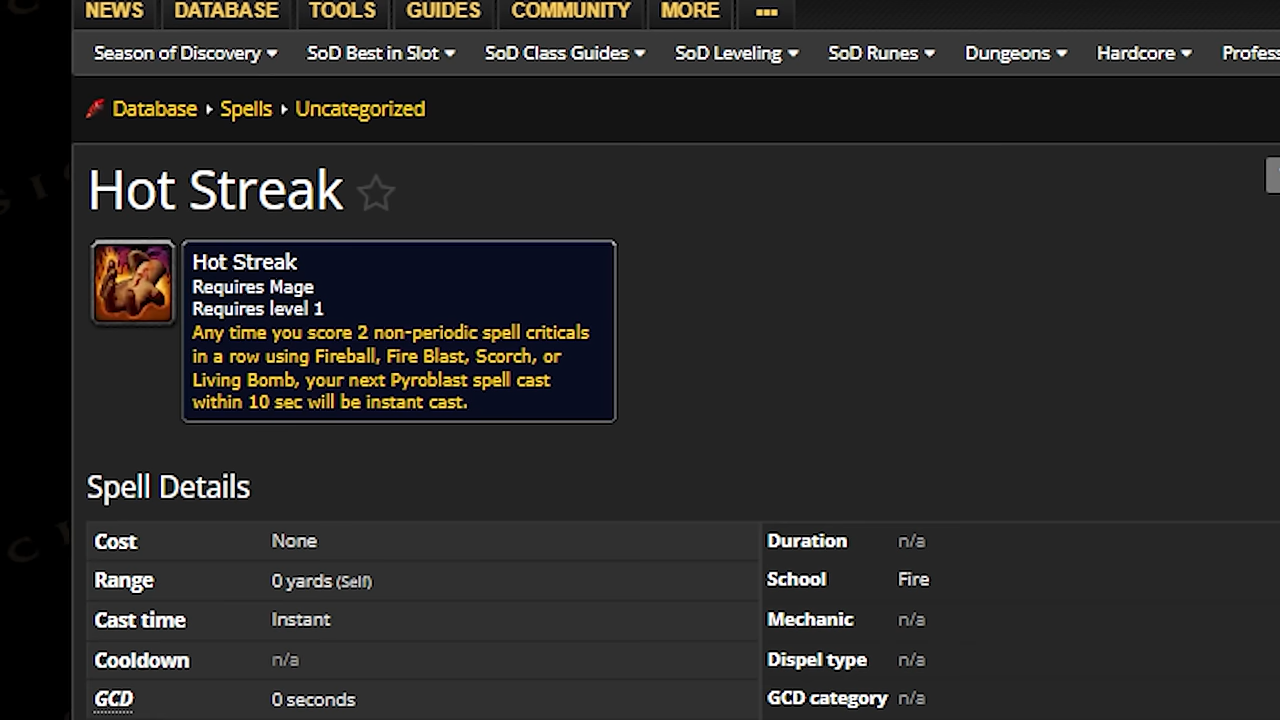 NEWS DATABASE TOOLS GUIDES COMMUNITY MORE ...
Season of Discovery SoD Best in Slot SoD Class Guides SoD Leveling SoD Runes Dungeons Hardcore Profess
Database Spells Uncategorized
Hot Streak
Hot Streak
Requires Mage
Requires level 1
Any time you score 2 non-periodic spell criticals
in a row using Fireball, Fire Blast, Scorch, or
Living Bomb, your next Pyroblast spell cast
within 10 sec will be instant cast.
Spell Details
Cost None Duration n/a
Range 0 yards (Self) School Fire
Cast time Instant Mechanic n/a
Cooldown n/a Dispel type n/a
GCD 0 seconds GCD category n/a